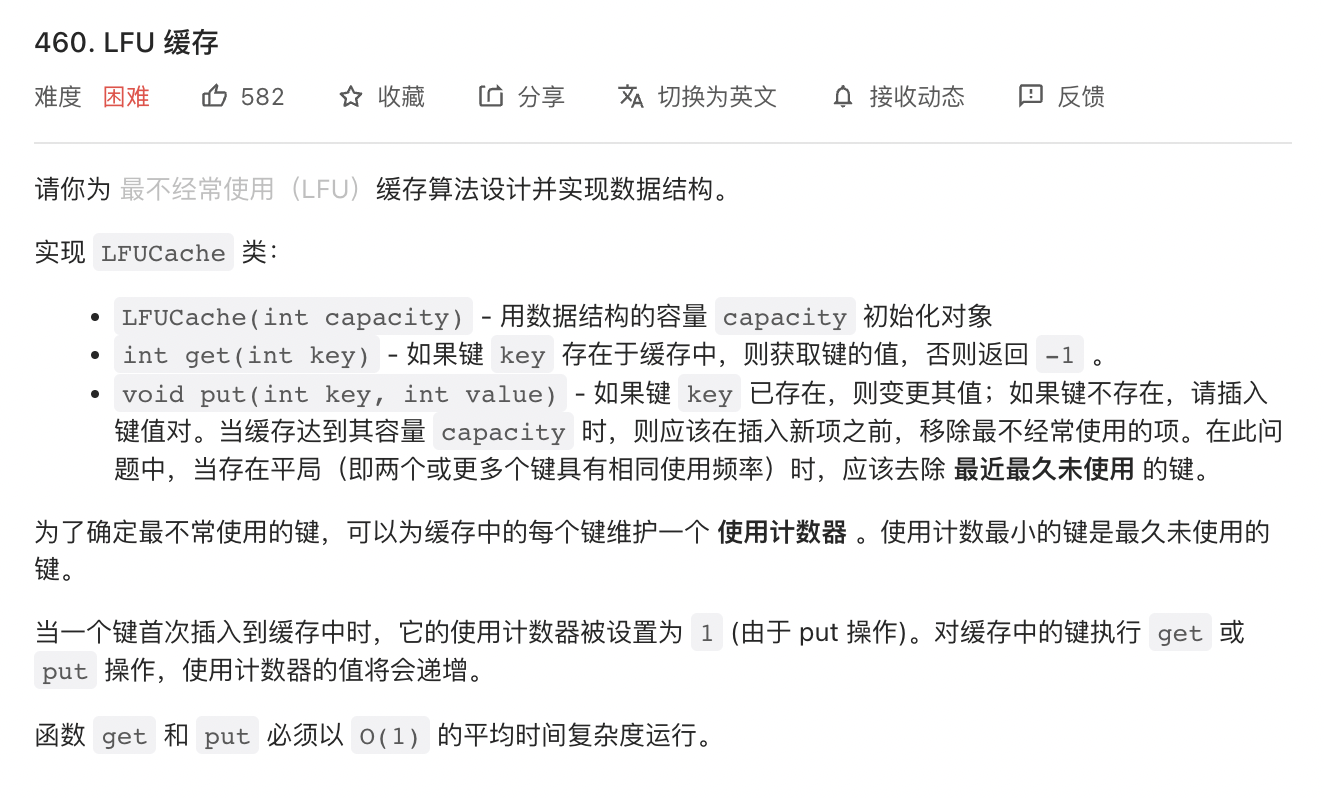 460. LFU 缓存
难度 困难 582 收藏 分享 切换为英文 接收动态 反馈
请你为 最不经常使用（LFU）缓存算法设计并实现数据结构。
实现 LFUCache 类：
• LFUCache(int capacity) - 用数据结构的容量 capacity 初始化对象
• int get(int key) - 如果键 key 存在于缓存中，则获取键的值，否则返回 -1 。
• void put(int key, int value) - 如果键 key 已存在，则变更其值；如果键不存在，请插入
键值对。当缓存达到其容量 capacity 时，则应该在插入新项之前，移除最不经常使用的项。在此问
题中，当存在平局（即两个或更多个键具有相同使用频率）时，应该去除 最近最久未使用 的键。
为了确定最不常使用的键，可以为缓存中的每个键维护一个 使用计数器 。使用计数最小的键是最久未使用的
键。
当一个键首次插入到缓存中时，它的使用计数器被设置为 1 (由于 put 操作)。对缓存中的键执行 get 或
put 操作，使用计数器的值将会递增。
函数 get 和 put 必须以 O(1) 的平均时间复杂度运行。